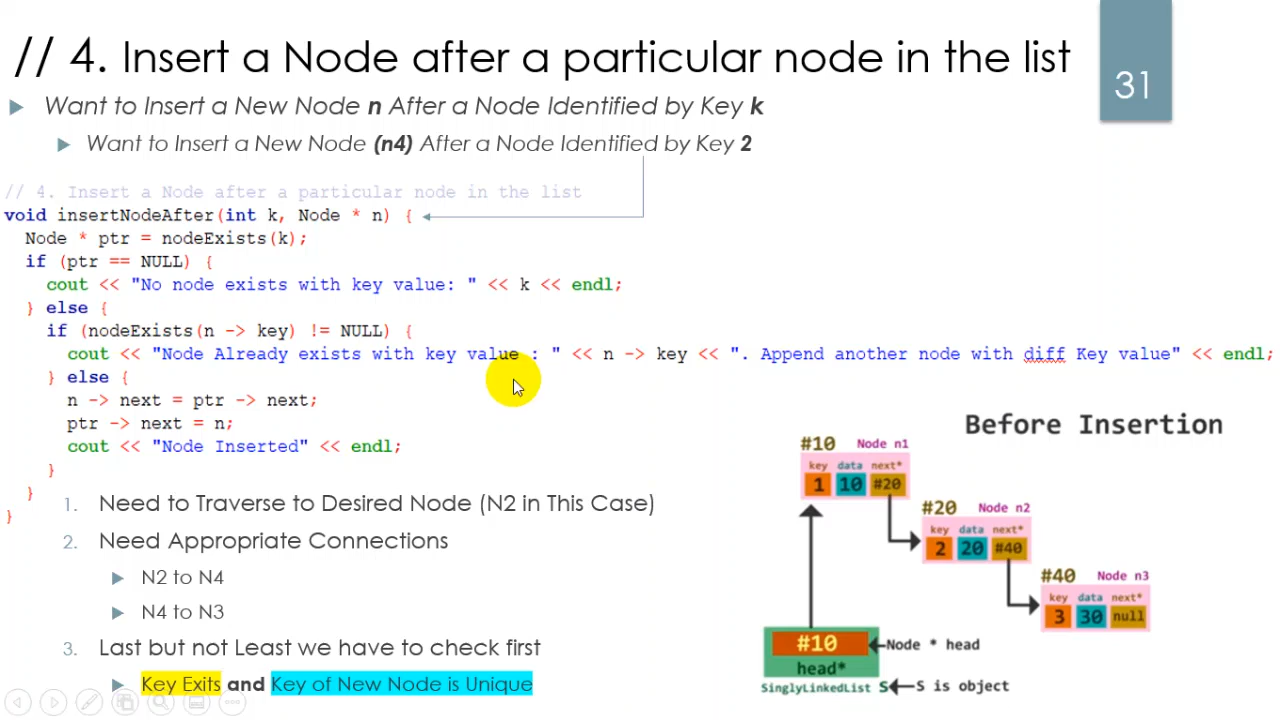 // 4. Insert a Node after a particular node in the list
31
Want to Insert a New Node n After a Node Identified by Key k
Want to Insert a New Node (n4) After a Node Identified by Key 2
// 4. Insert a Node after a particular node in the list
void insertNodeAfter(int k, Node * n) {
Node * ptr = nodeExists(k);
if (ptr == NULL) {
cout << "No node exists with key value: " << k << endl;
} else {
if (nodeExists(n -> key) != NULL) {
cout << "Node Already exists with key value : " << n -> key << ". Append another node with diff Key value" << endl;
} else {
n -> next = ptr -> next;
ptr -> next = n;
cout << "Node Inserted" << endl;
}
}
}
1. Need to Traverse to Desired Node (N2 in This Case)
2. Need Appropriate Connections
N2 to N4
N4 to N3
3. Last but not Least we have to check first
Key Exits and Key of New Node is Unique
Before Insertion
#10 Node n1
key data next*
1 10 #20
#20 Node n2
key data next*
2 20 #40
#40 Node n3
key data next*
3 30 null
#10
head*
Node * head
SinglyLinkedList S
S is object